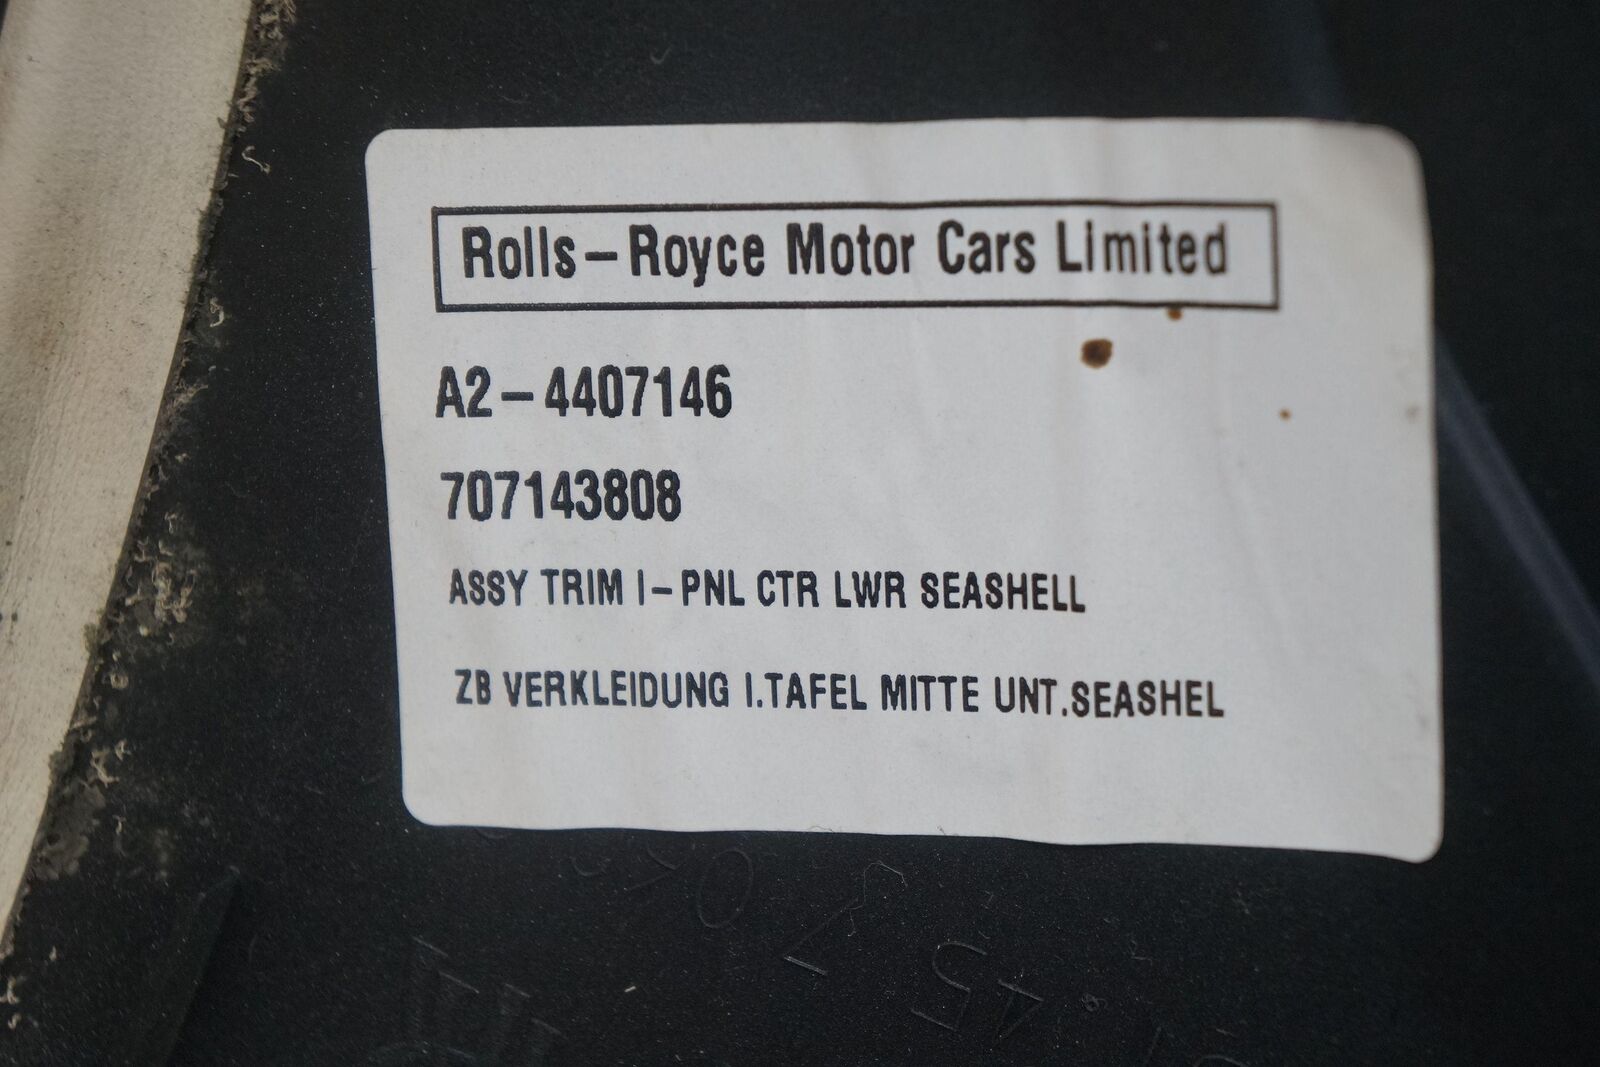 Rolls-Royce Motor Cars Limited
A2-4407146
707143808
ASSY TRIM I-PNL CTR LWR SEASHELL
ZB VERKLEIDUNG I.TAFEL MITTE UNT.SEASHEL